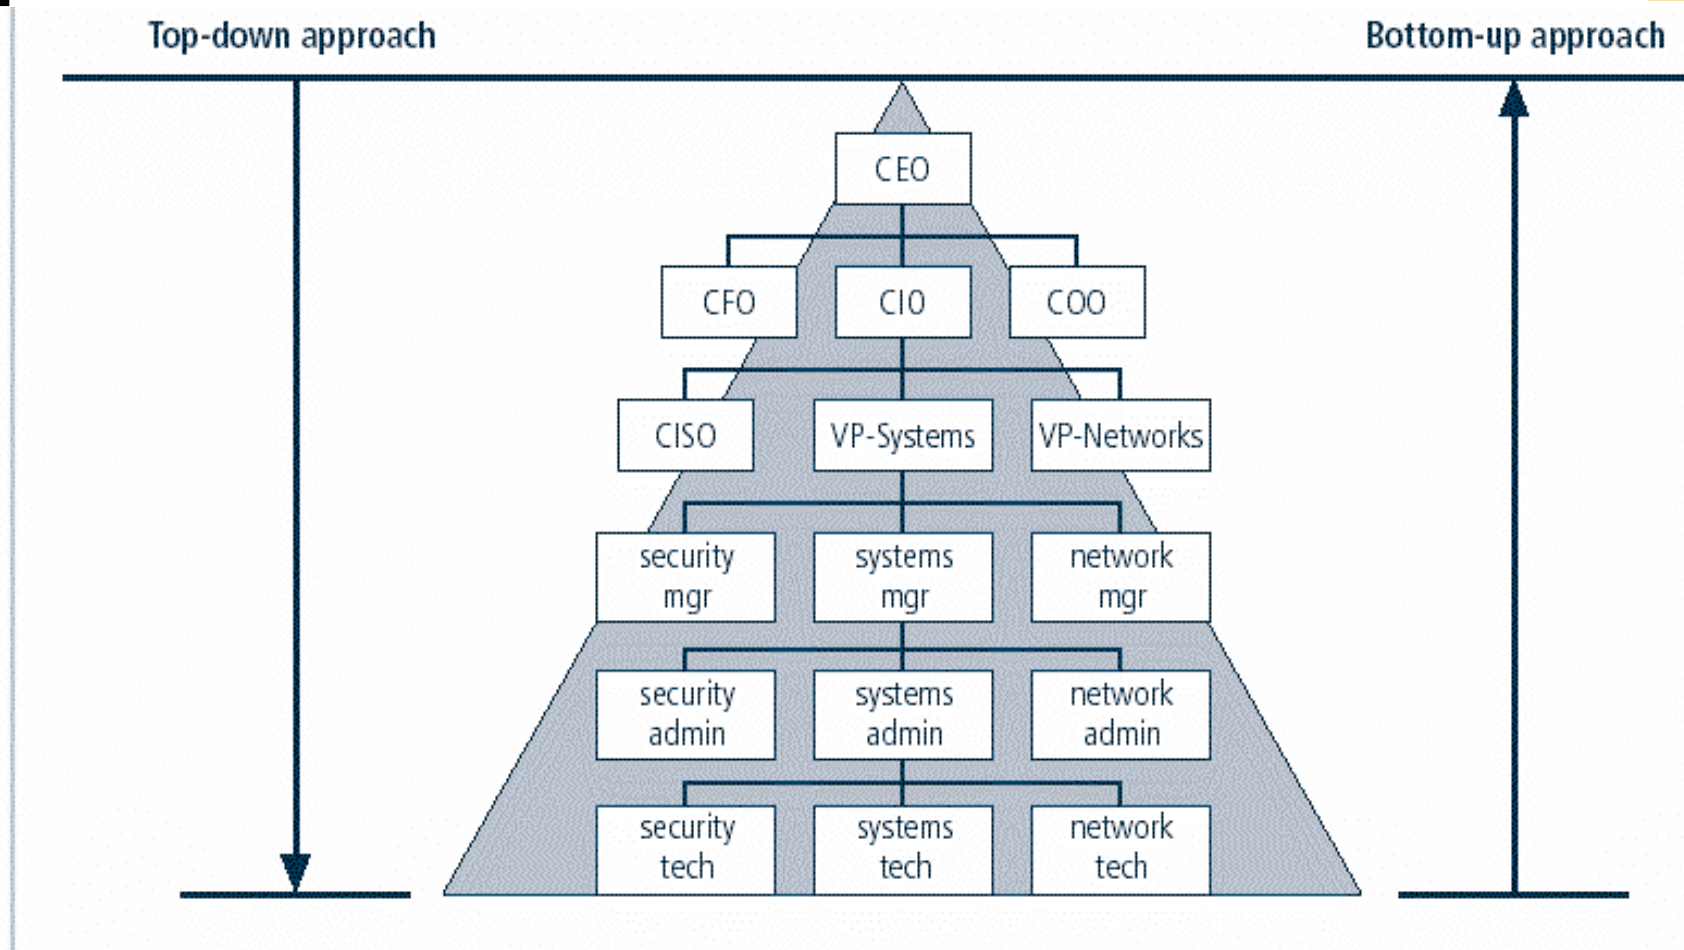 Top-down approach
Bottom-up approach
CEO
CFO
CIO
COO
CISO
VP-Systems
VP-Networks
security
mgr
systems
mgr
network
mgr
security
admin
systems
admin
network
admin
security
tech
systems
tech
network
tech